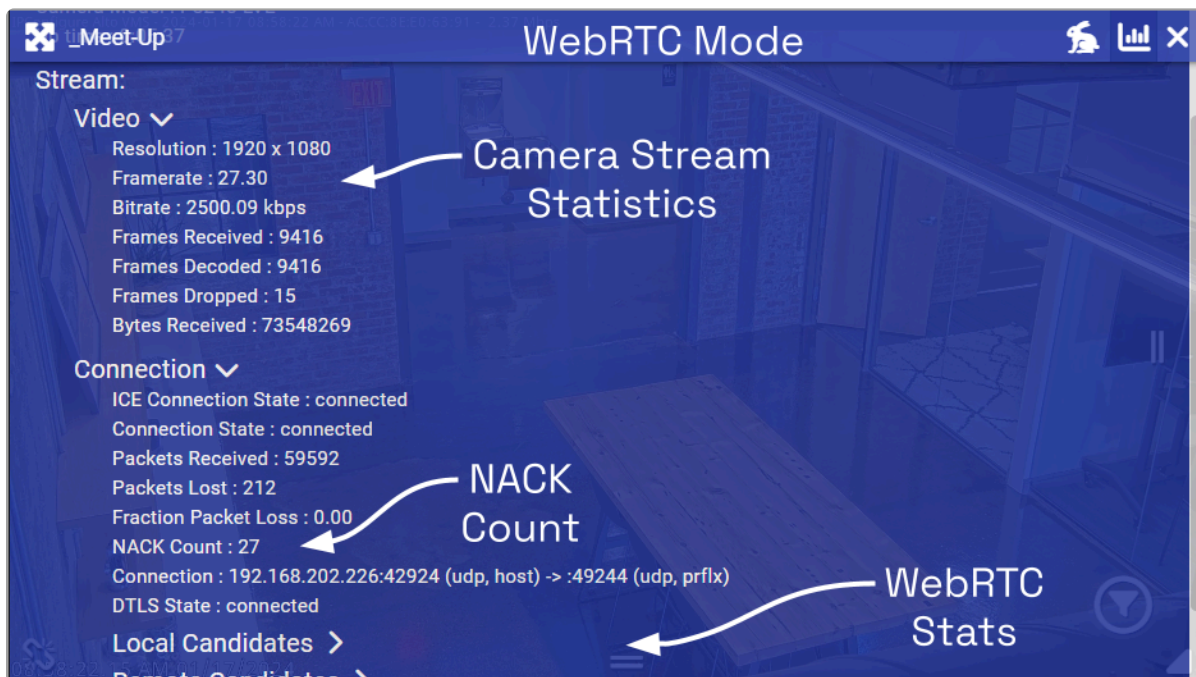 _Meet-Up
WebRTC Mode
Stream:
Video
Resolution : 1920 x 1080
Framerate : 27.30
Bitrate : 2500.09 kbps
Frames Received : 9416
Frames Decoded : 9416
Frames Dropped : 15
Bytes Received : 73548269
Camera Stream
Statistics
EXIT
Connection
ICE Connection State : connected
Connection State : connected
Packets Received : 59592
Packets Lost : 212
Fraction Packet Loss : 0.00
NACK Count : 27
Connection : 192.168.202.226:42924 (udp, host) -> :49244 (udp, prflx)
DTLS State : connected
NACK
Count
WebRTC
Stats
Local Candidates
Remote Candidates